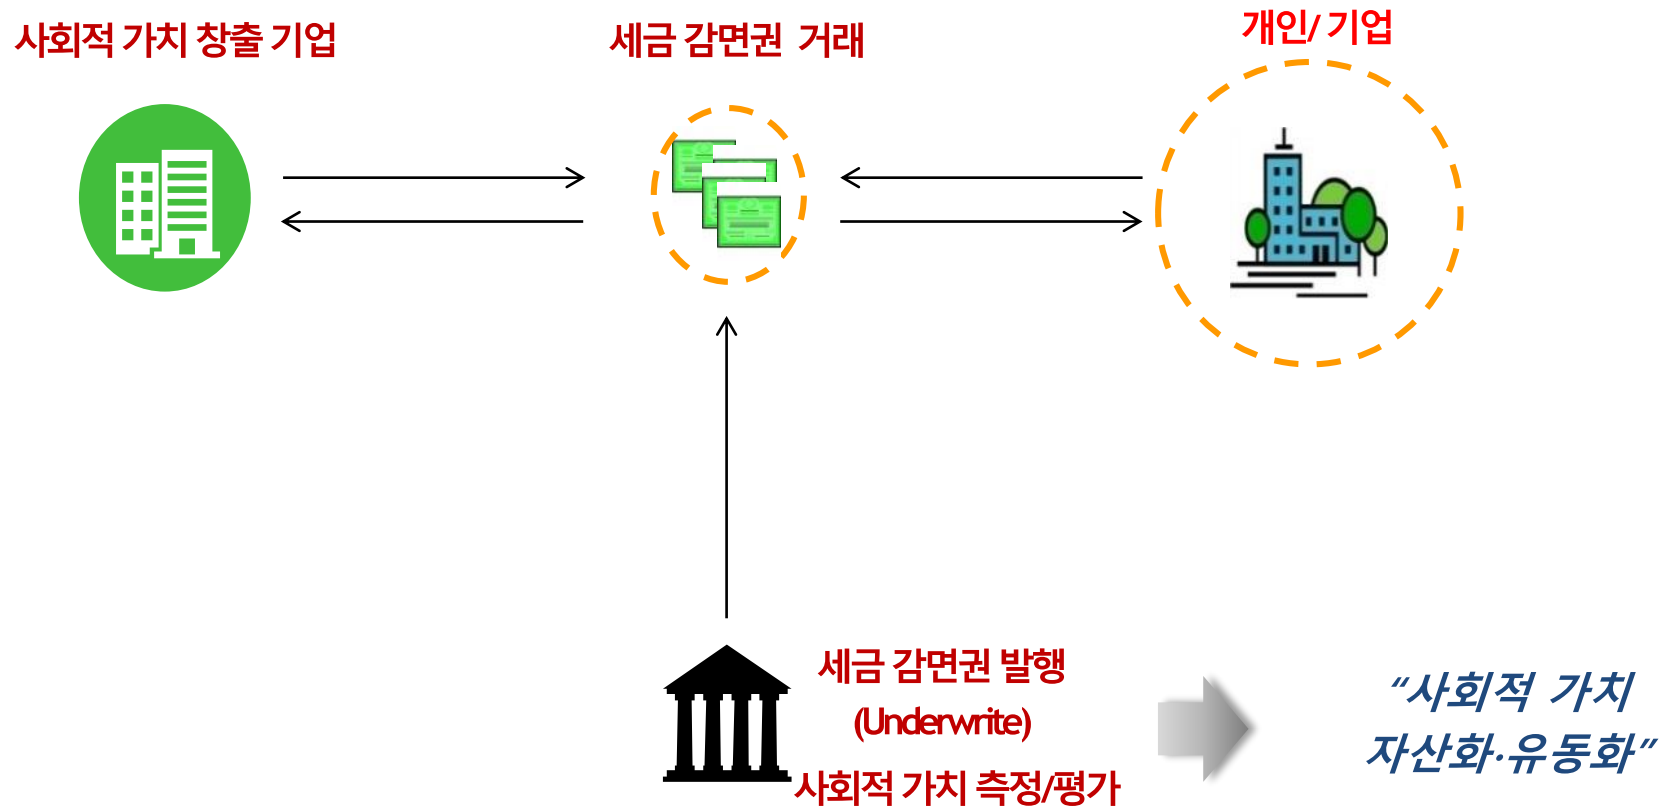 사회적 가치 창출 기업
세금 감면권 거래
개인/ 기업
세금 감면권 발행
(Underwrite)
사회적 가치 측정/평가
“사회적 가치
자산화·유동화”